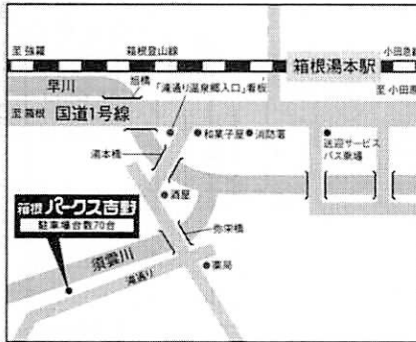 至 強羅
箱根登山線
小田急線
箱根湯本駅
早川
旭橋
「滝通り温泉郷入口」看板
至 小田原
至 箱根
国道1号線
和菓子屋
消防署
送迎サービス
バス乗場
湯本橋
酒屋
箱根パークス吉野
駐車場台数70台
弥栄橋
須雲川
滝通り
薬局